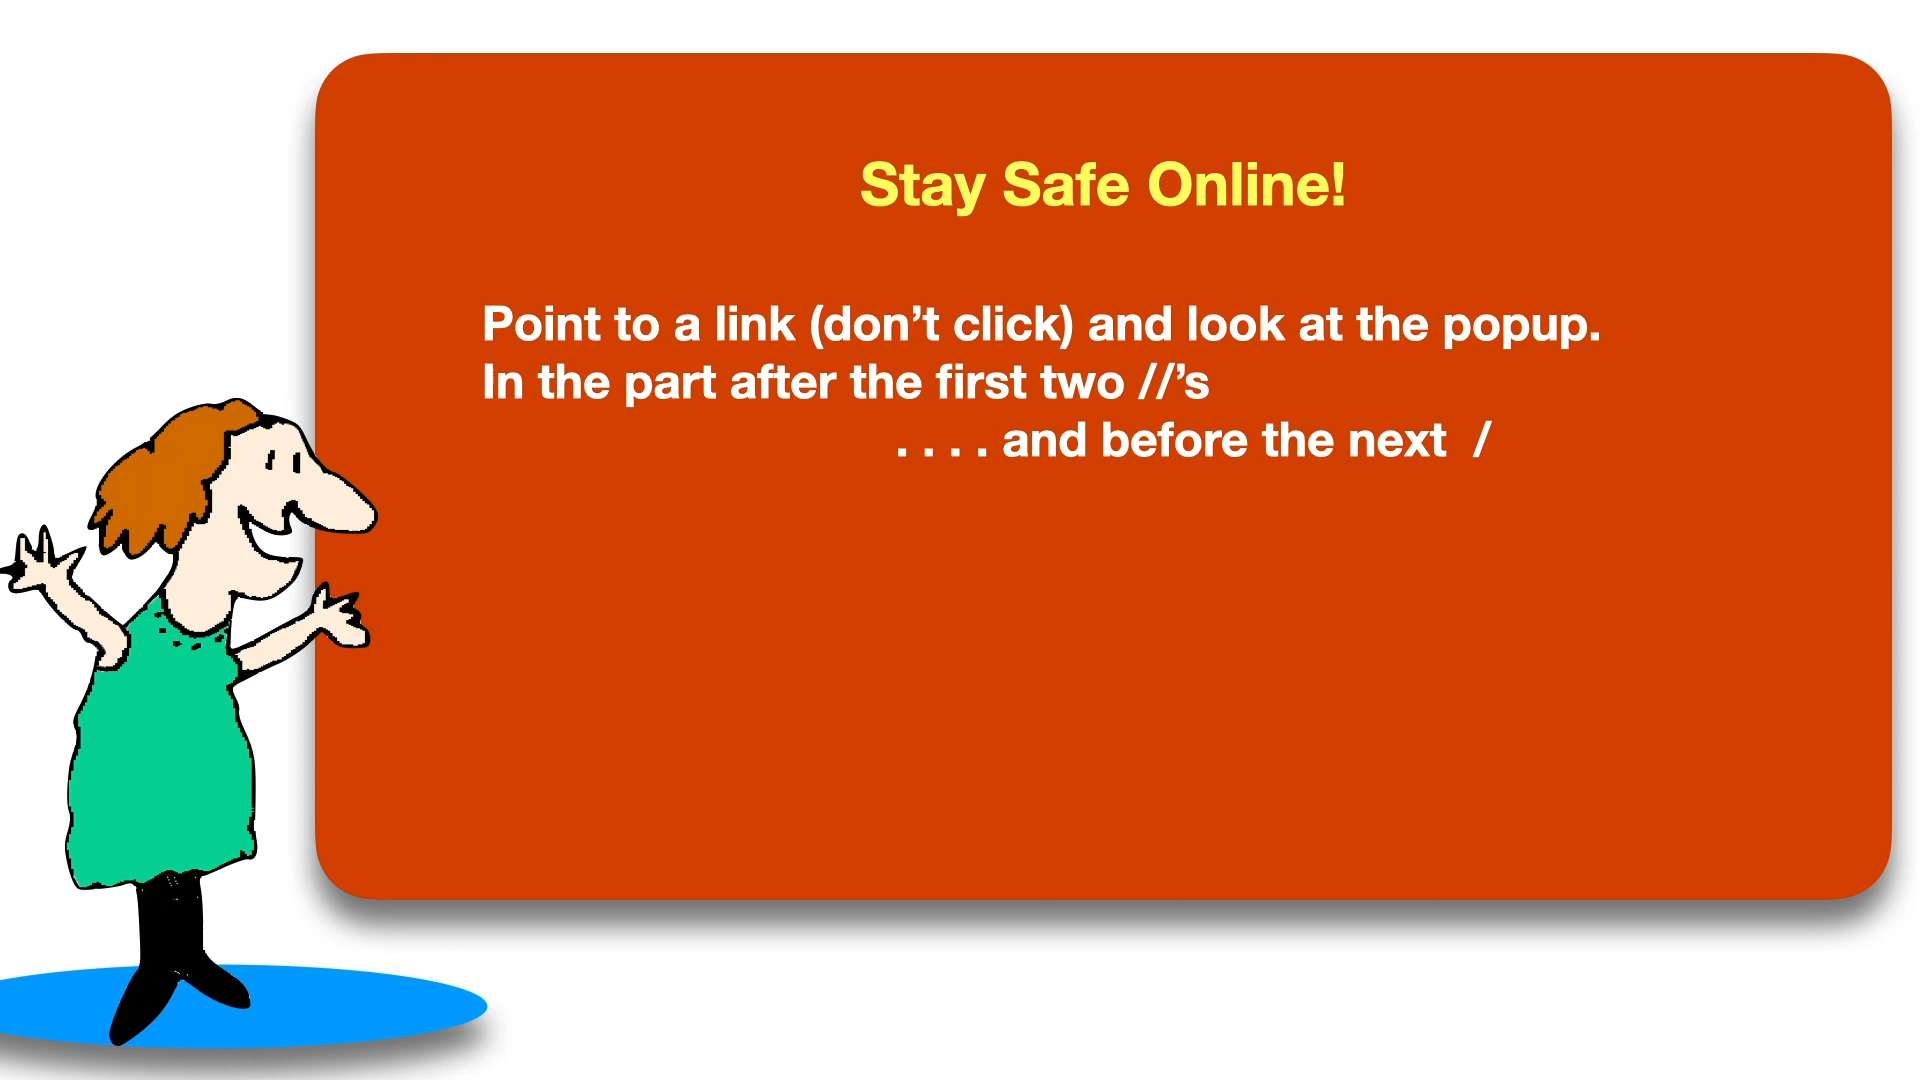 Stay Safe Online!
Point to a link (don’t click) and look at the popup.
In the part after the first two //’s
. . . . and before the next  /